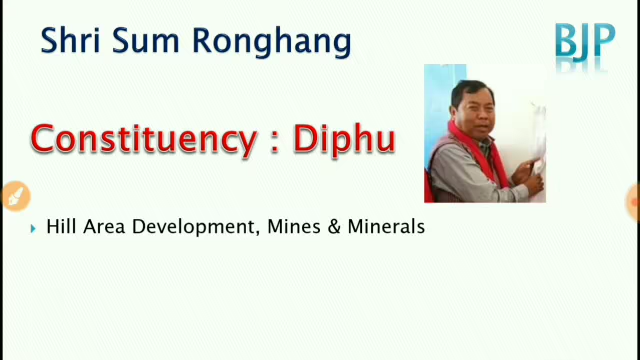 Shri Sum Ronghang
BJP
Constituency : Diphu
Hill Area Development, Mines & Minerals